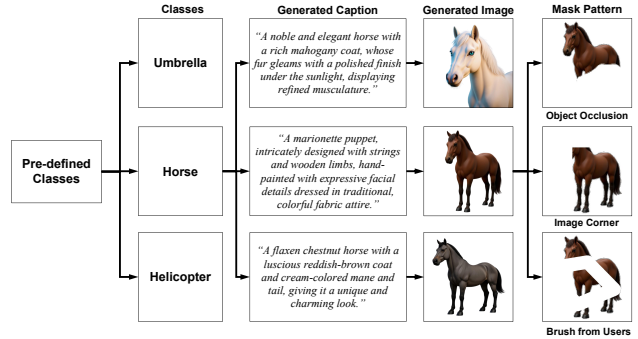 Classes
Generated Caption
Generated Image
Mask Pattern
Pre-defined
Classes
Umbrella
Horse
Helicopter
“A noble and elegant horse with
a rich mahogany coat, whose
fur gleams with a polished finish
under the sunlight, displaying
refined musculature.”
“A marionette puppet,
intricately designed with strings
and wooden limbs, hand-
painted with expressive facial
details dressed in traditional,
colorful fabric attire.”
“A flaxen chestnut horse with a
luscious reddish-brown coat
and cream-colored mane and
tail, giving it a unique and
charming look.”
Object Occlusion
Image Corner
Brush from Users